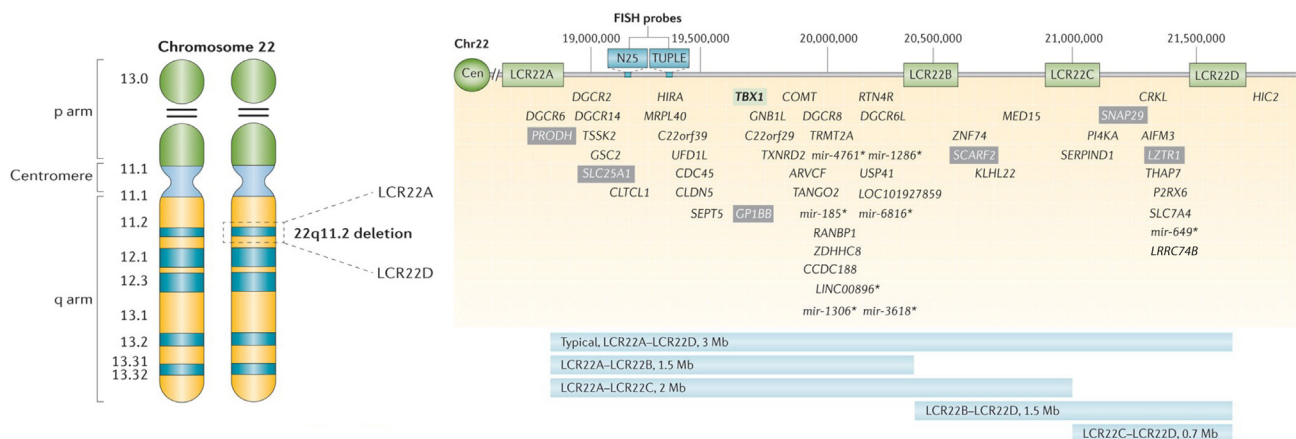 Chromosome 22
p arm
Centromere
q arm
13.0
11.1
11.1
11.2
12.1
12.3
13.1
13.2
13.31
13.32
LCR22A
22q11.2 deletion
LCR22D
FISH probes
Chr22
19,000,000
19,500,000
20,000,000
20,500,000
21,000,000
21,500,000
N25
TUPLE
Cen
LCR22A
LCR22B
LCR22C
LCR22D
DGCR2 HIRA TBX1 COMT RTN4R CRKL HIC2
DGCR6 DGCR14 MRPL40 GNB1L DGCR8 DGCR6L MED15 SNAP29
PRODH TSSK2 C22orf39 C22orf29 TRMT2A ZNF74 PI4KA AIFM3
GSC2 UFD1L TXNRD2 mir-4761* mir-1286* SCARF2 SERPIND1 LZTR1
SLC25A1 CDC45 ARVCF USP41 KLHL22 THAP7
CLTCL1 CLDN5 TANGO2 LOC101927859 P2RX6
SEPT5 GP1BB mir-185* mir-6816* SLC7A4
RANBP1 mir-649*
ZDHHC8 LRRC74B
CCDC188
LINC00896*
mir-1306* mir-3618*
Typical, LCR22A–LCR22D, 3 Mb
LCR22A–LCR22B, 1.5 Mb
LCR22A–LCR22C, 2 Mb
LCR22B–LCR22D, 1.5 Mb
LCR22C–LCR22D, 0.7 Mb